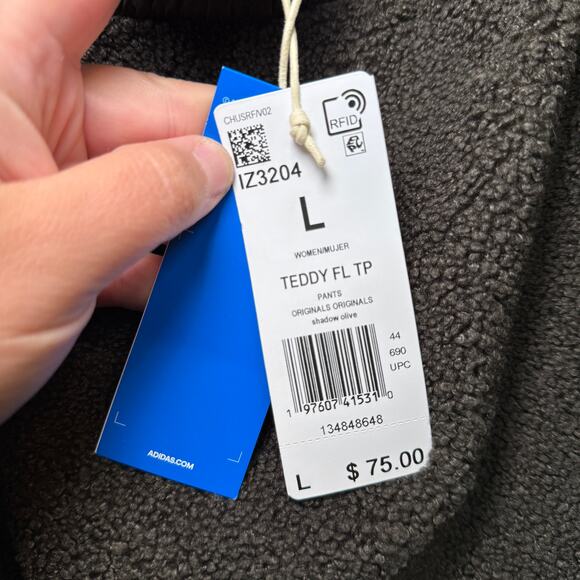 CHUSRFIV02
RFID
IZ3204
L
WOMEN/MUJER
TEDDY FL TP
PANTS
ORIGINALS ORIGINALS
shadow olive
44
690
UPC
1 97607 41531 0
134848648
L $ 75.00
ADIDAS.COM